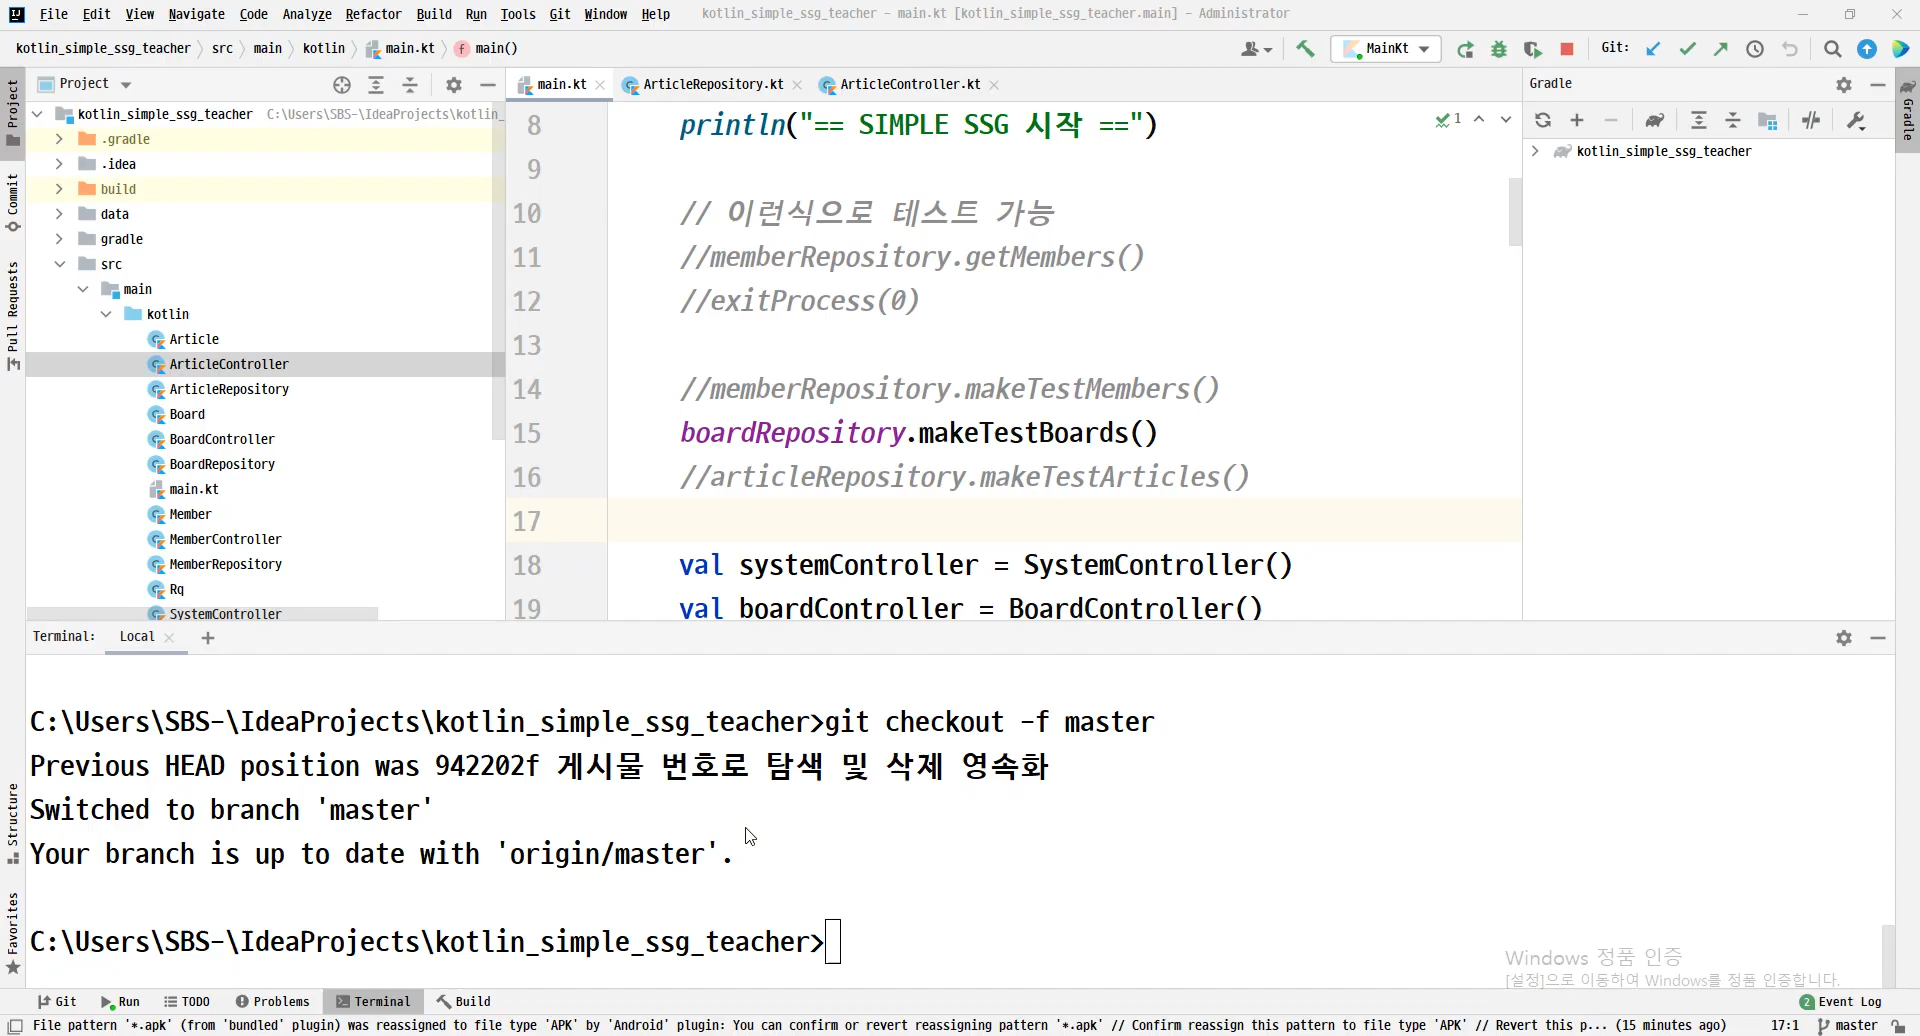 File Edit View Navigate Code Analyze Refactor Build Run Tools Git Window Help kotlin_simple_ssg_teacher - main.kt [kotlin_simple_ssg_teacher.main] - Administrator
kotlin_simple_ssg_teacher src main kotlin main.kt main() MainKt Git:
Project
main.kt ArticleRepository.kt ArticleController.kt
Gradle
kotlin_simple_ssg_teacher C:\Users\SBS-\IdeaProjects\kotlin_
.gradle
.idea
build
data
gradle
src
main
kotlin
Article
ArticleController
ArticleRepository
Board
BoardController
BoardRepository
main.kt
Member
MemberController
MemberRepository
Rq
SystemController
8 println("== SIMPLE SSG 시작 ==")
9
10 // 이런식으로 테스트 가능
11 //memberRepository.getMembers()
12 //exitProcess(0)
13
14 //memberRepository.makeTestMembers()
15 boardRepository.makeTestBoards()
16 //articleRepository.makeTestArticles()
17
18 val systemController = SystemController()
19 val boardController = BoardController()
1
kotlin_simple_ssg_teacher
Project
Commit
Pull Requests
Structure
Favorites
Gradle
Terminal: Local
C:\Users\SBS-\IdeaProjects\kotlin_simple_ssg_teacher>git checkout -f master
Previous HEAD position was 942202f 게시물 번호로 탐색 및 삭제 영속화
Switched to branch 'master'
Your branch is up to date with 'origin/master'.
C:\Users\SBS-\IdeaProjects\kotlin_simple_ssg_teacher>
Windows 정품 인증
[설정]으로 이동하여 Windows를 정품 인증합니다.
Git Run TODO Problems Terminal Build 2 Event Log
File pattern '*.apk' (from 'bundled' plugin) was reassigned to file type 'APK' by 'Android' plugin: You can confirm or revert reassigning pattern '*.apk' // Confirm reassign this pattern to file type 'APK' // Revert this p... (15 minutes ago) 17:1 master